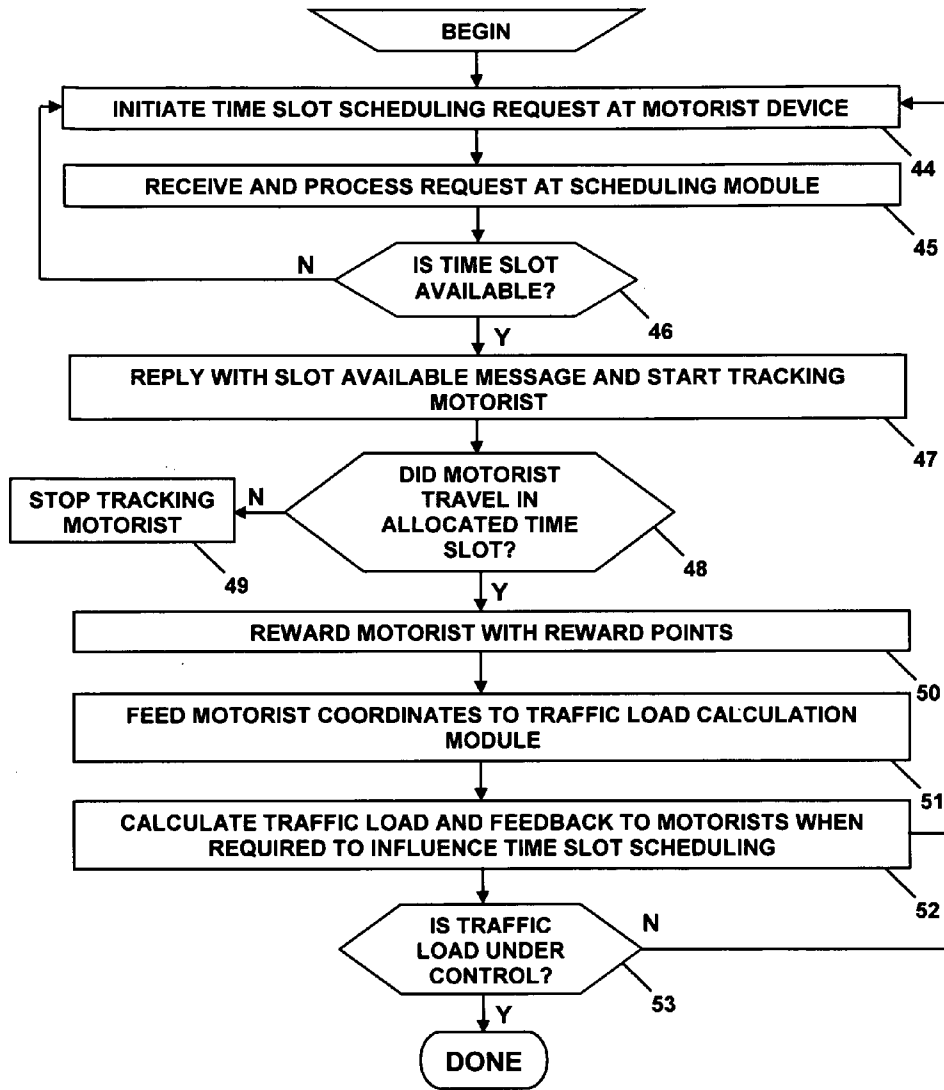 BEGIN
INITIATE TIME SLOT SCHEDULING REQUEST AT MOTORIST DEVICE
44
RECEIVE AND PROCESS REQUEST AT SCHEDULING MODULE
45
N
IS TIME SLOT
AVAILABLE?
46
Y
REPLY WITH SLOT AVAILABLE MESSAGE AND START TRACKING
MOTORIST
47
DID MOTORIST
TRAVEL IN
ALLOCATED TIME
SLOT?
48
N
STOP TRACKING
MOTORIST
49
Y
REWARD MOTORIST WITH REWARD POINTS
50
FEED MOTORIST COORDINATES TO TRAFFIC LOAD CALCULATION
MODULE
51
CALCULATE TRAFFIC LOAD AND FEEDBACK TO MOTORISTS WHEN
REQUIRED TO INFLUENCE TIME SLOT SCHEDULING
52
IS TRAFFIC
LOAD UNDER
CONTROL?
N
53
Y
DONE